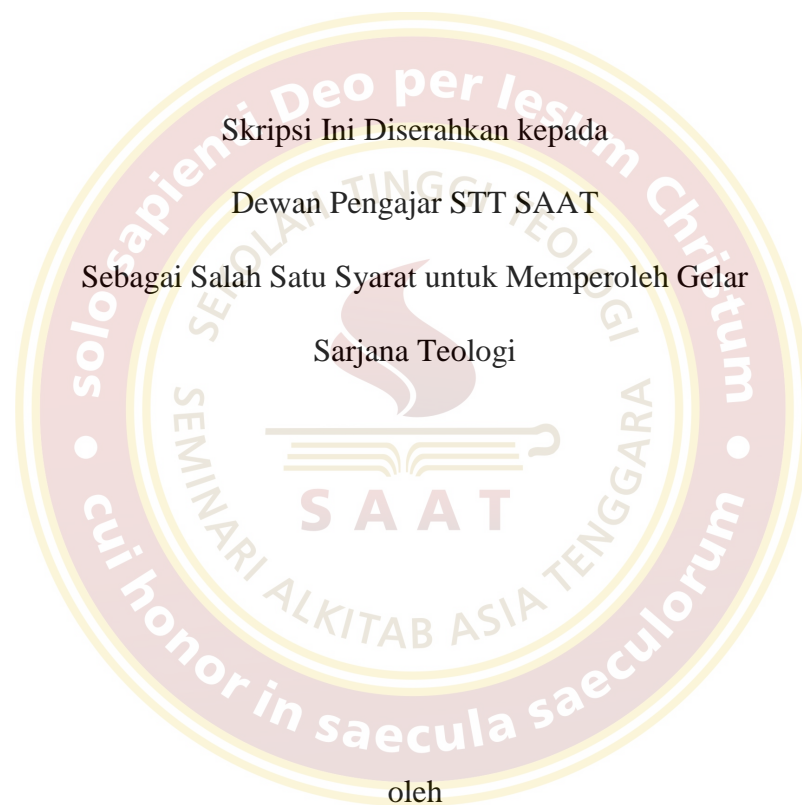 Skripsi Ini Diserahkan kepada
Dewan Pengajar STT SAAT
Sebagai Salah Satu Syarat untuk Memperoleh Gelar
Sarjana Teologi
oleh
solo sapienti Deo per Iesum Christum
cui honor in saecula saeculorum
SEKOLAH TINGGI TEOLOGI
SEMINARI ALKITAB ASIA TENGGARA
SAAT